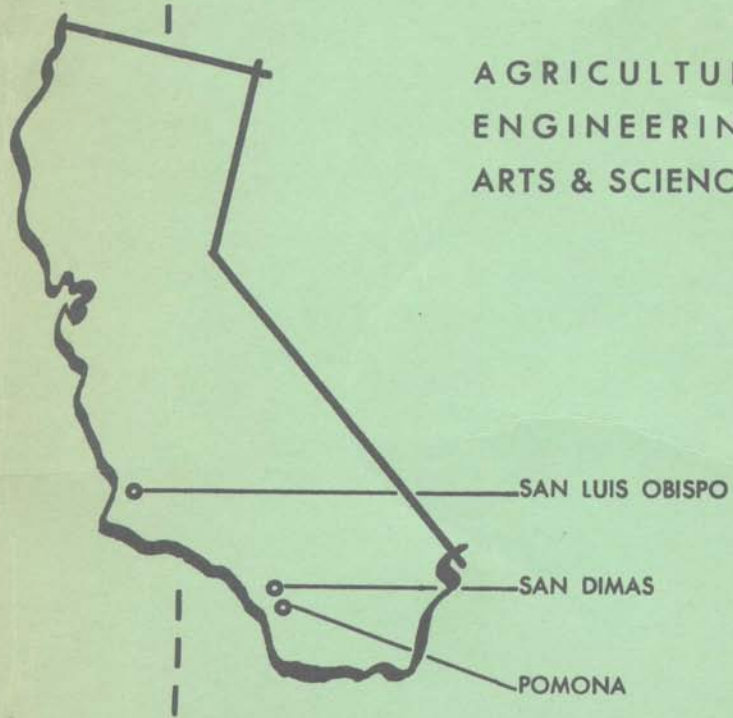 AGRICULTU
ENGINEERIN
ARTS & SCIENC
SAN LUIS OBISPO
SAN DIMAS
POMONA